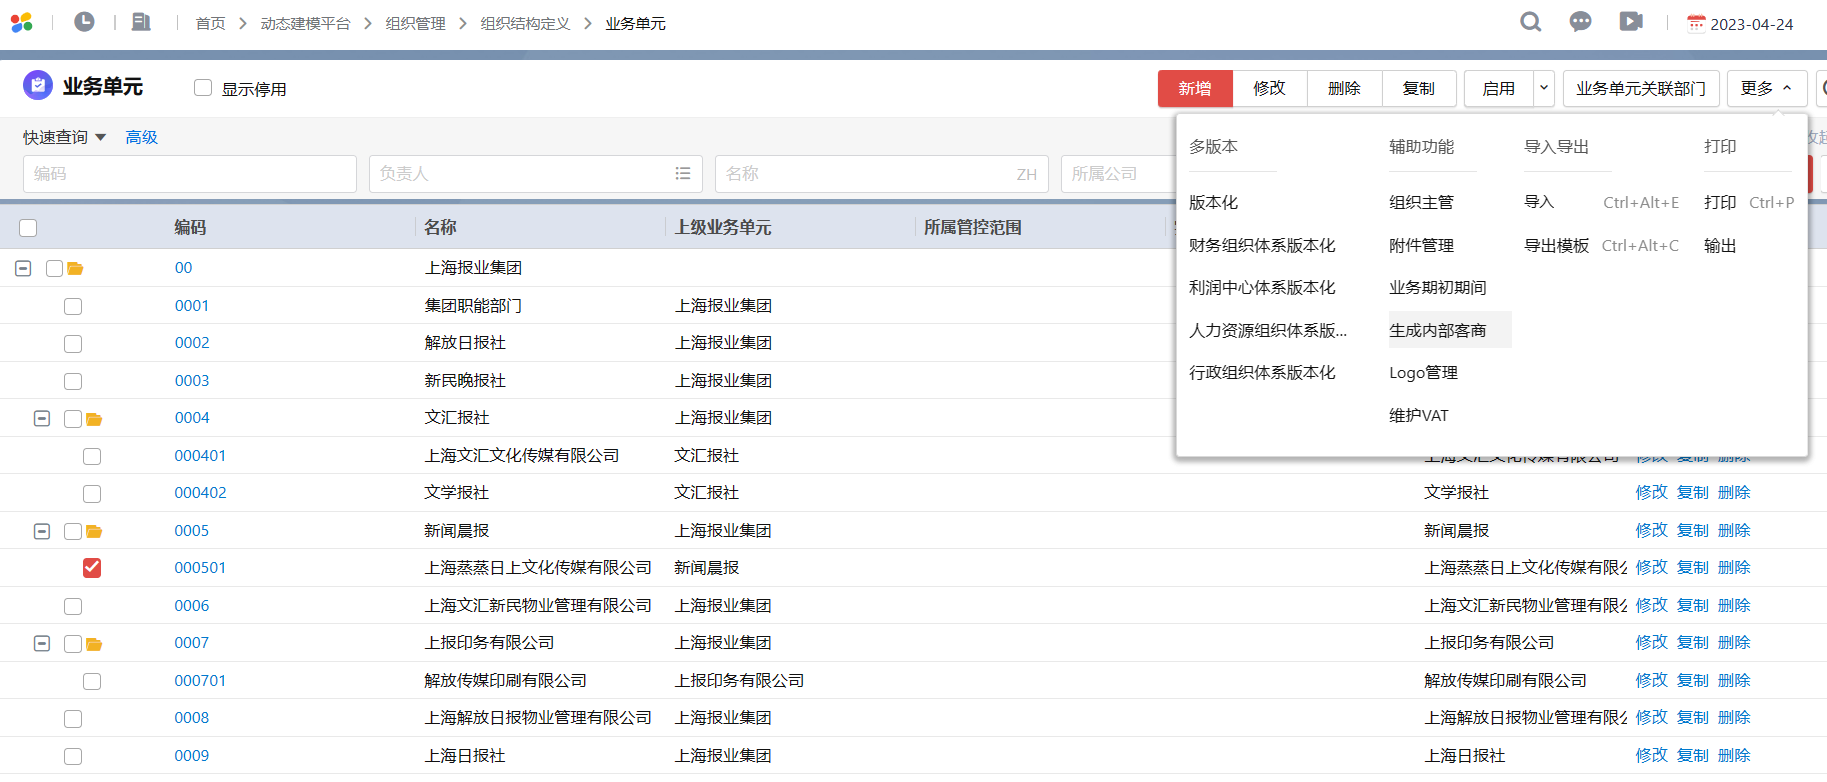 首页 > 动态建模平台 > 组织管理 > 组织结构定义 > 业务单元 2023-04-24
业务单元 显示停用 新增 修改 删除 复制 启用 业务单元关联部门 更多
快速查询 高级
编码 负责人 名称 ZH 所属公司
多版本 辅助功能 导入导出 打印
版本化 组织主管 导入 Ctrl+Alt+E 打印 Ctrl+P
财务组织体系版本化 附件管理 导出模板 Ctrl+Alt+C 输出
利润中心体系版本化 业务期初期间
人力资源组织体系版... 生成内部客商
行政组织体系版本化 Logo管理
维护VAT
编码 名称 上级业务单元 所属管控范围
00 上海报业集团
0001 集团职能部门 上海报业集团
0002 解放日报社 上海报业集团
0003 新民晚报社 上海报业集团
0004 文汇报社 上海报业集团
000401 上海文汇文化传媒有限公司 文汇报社 上海文汇文化传媒有限公司 修改 复制 删除
000402 文学报社 文汇报社 文学报社 修改 复制 删除
0005 新闻晨报 上海报业集团 新闻晨报 修改 复制 删除
000501 上海蒸蒸日上文化传媒有限公司 新闻晨报 上海蒸蒸日上文化传媒有限 修改 复制 删除
0006 上海文汇新民物业管理有限公司 上海报业集团 上海文汇新民物业管理有限 修改 复制 删除
0007 上报印务有限公司 上海报业集团 上报印务有限公司 修改 复制 删除
000701 解放传媒印刷有限公司 上报印务有限公司 解放传媒印刷有限公司 修改 复制 删除
0008 上海解放日报物业管理有限公司 上海报业集团 上海解放日报物业管理有限 修改 复制 删除
0009 上海日报社 上海报业集团 上海日报社 修改 复制 删除